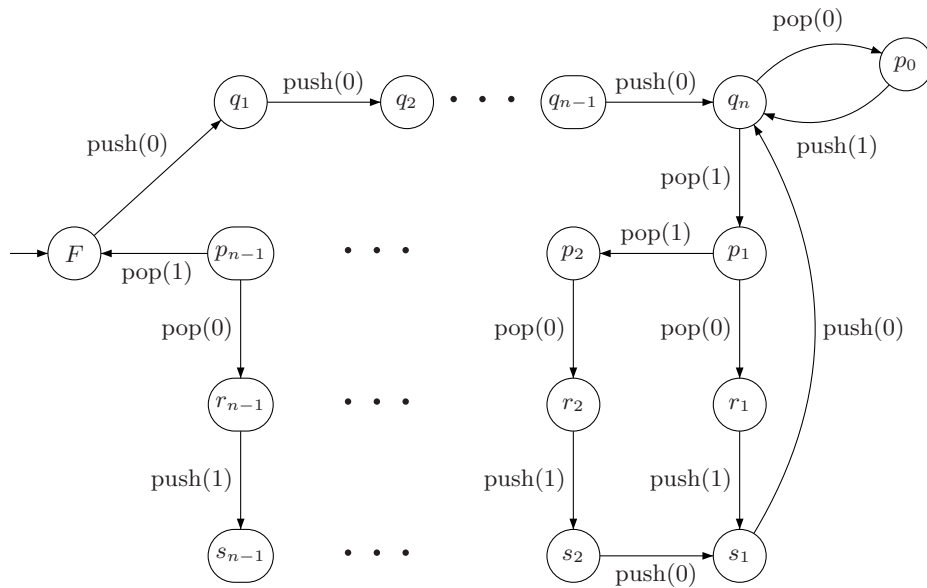 pop(0)
p₀
q₁ push(0) q₂ · · · qₙ₋₁ push(0) qₙ
push(0) push(1)
pop(1)
F pop(1) pₙ₋₁ · · · p₂ pop(1) p₁
pop(0) pop(0) pop(0) push(0)
rₙ₋₁ · · · r₂ r₁
push(1) push(1) push(1)
sₙ₋₁ · · · s₂ push(0) s₁